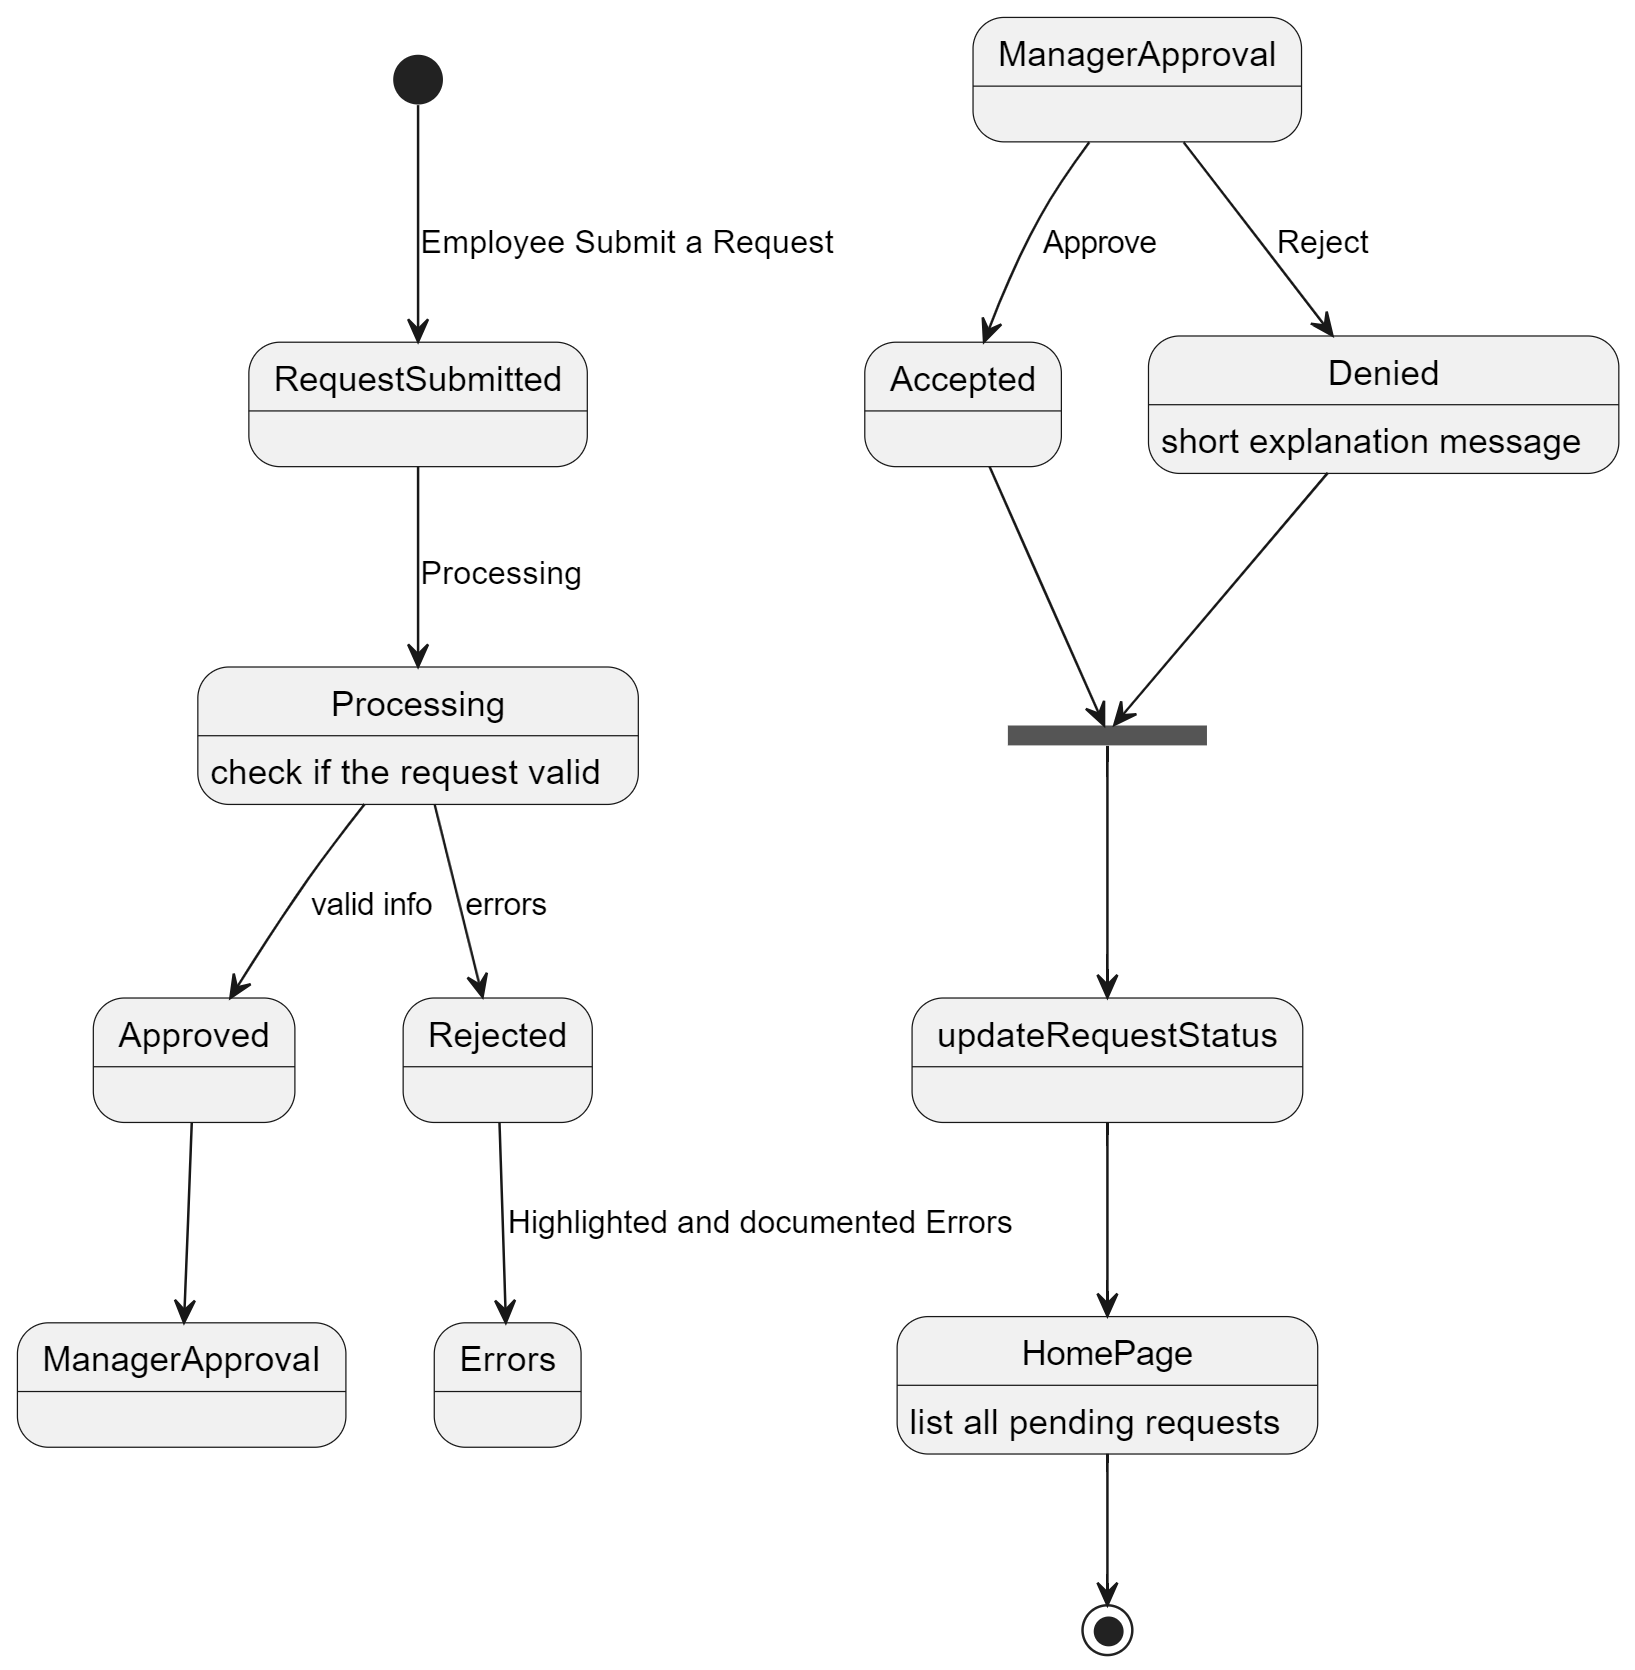 ManagerApproval
Employee Submit a Request
Approve
Reject
RequestSubmitted
Accepted
Denied
short explanation message
Processing
Processing
check if the request valid
valid info
errors
Approved
Rejected
updateRequestStatus
Highlighted and documented Errors
ManagerApproval
Errors
HomePage
list all pending requests